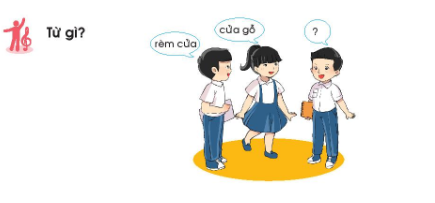 Từ gì?
rèm cửa
cửa gỗ
?